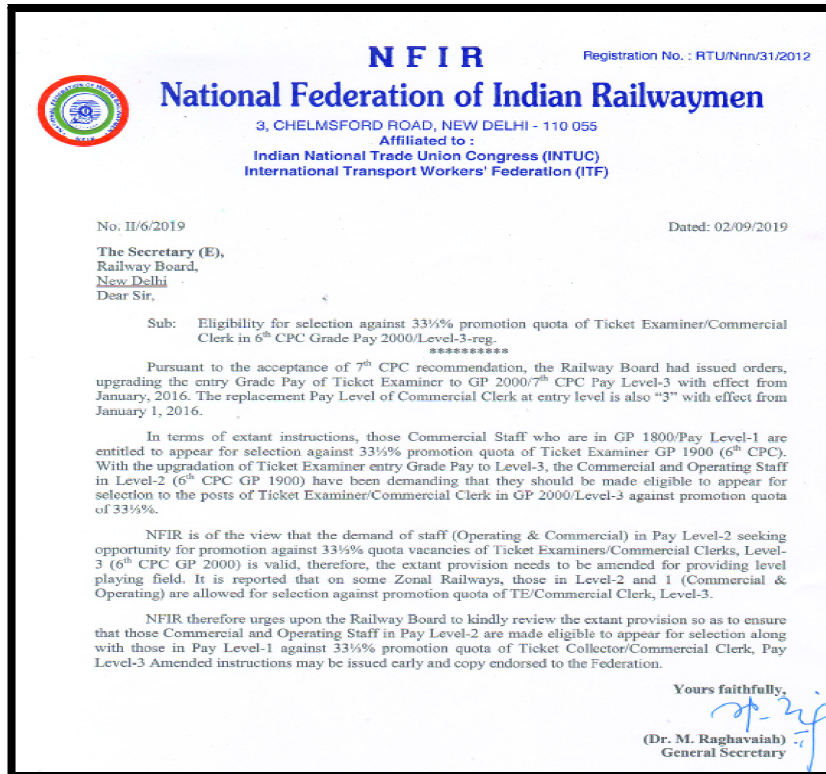 N F I R
Registration No. : RTU/Nnn/31/2012
National Federation of Indian Railwaymen
3, CHELMSFORD ROAD, NEW DELHI - 110 055
Affiliated to :
Indian National Trade Union Congress (INTUC)
International Transport Workers' Federation (ITF)
No. II/6/2019
Dated: 02/09/2019
The Secretary (E),
Railway Board,
New Delhi
Dear Sir,
Sub: Eligibility for selection against 33⅓% promotion quota of Ticket Examiner/Commercial
Clerk in 6th CPC Grade Pay 2000/Level-3-reg.
**********
Pursuant to the acceptance of 7th CPC recommendation, the Railway Board had issued orders,
upgrading the entry Grade Pay of Ticket Examiner to GP 2000/7th CPC Pay Level-3 with effect from
January, 2016. The replacement Pay Level of Commercial Clerk at entry level is also “3” with effect from
January 1, 2016.
In terms of extant instructions, those Commercial Staff who are in GP 1800/Pay Level-1 are
entitled to appear for selection against 33⅓% promotion quota of Ticket Examiner GP 1900 (6th CPC).
With the upgradation of Ticket Examiner entry Grade Pay to Level-3, the Commercial and Operating Staff
in Level-2 (6th CPC GP 1900) have been demanding that they should be made eligible to appear for
selection to the posts of Ticket Examiner/Commercial Clerk in GP 2000/Level-3 against promotion quota
of 33⅓%.
NFIR is of the view that the demand of staff (Operating & Commercial) in Pay Level-2 seeking
opportunity for promotion against 33⅓% quota vacancies of Ticket Examiners/Commercial Clerks, Level-
3 (6th CPC GP 2000) is valid, therefore, the extant provision needs to be amended for providing level
playing field. It is reported that on some Zonal Railways, those in Level-2 and 1 (Commercial &
Operating) are allowed for selection against promotion quota of TE/Commercial Clerk, Level-3.
NFIR therefore urges upon the Railway Board to kindly review the extant provision so as to ensure
that those Commercial and Operating Staff in Pay Level-2 are made eligible to appear for selection along
with those in Pay Level-1 against 33⅓% promotion quota of Ticket Collector/Commercial Clerk, Pay
Level-3 Amended instructions may be issued early and copy endorsed to the Federation.
Yours faithfully,
(Dr. M. Raghavaiah)
General Secretary